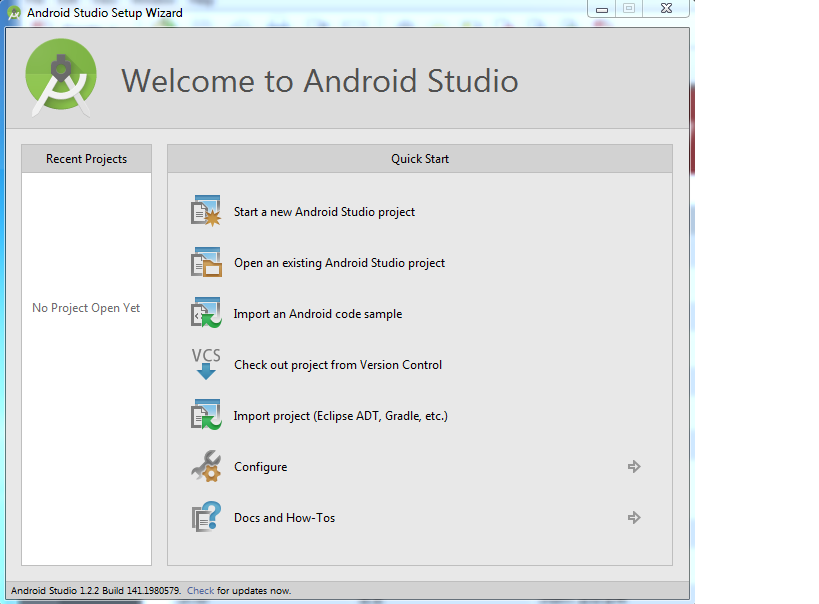 Android Studio Setup Wizard
Welcome to Android Studio
Recent Projects
No Project Open Yet
Quick Start
Start a new Android Studio project
Open an existing Android Studio project
Import an Android code sample
VCS
Check out project from Version Control
Import project (Eclipse ADT, Gradle, etc.)
Configure
Docs and How-Tos
Android Studio 1.2.2 Build 141.1980579. Check for updates now.